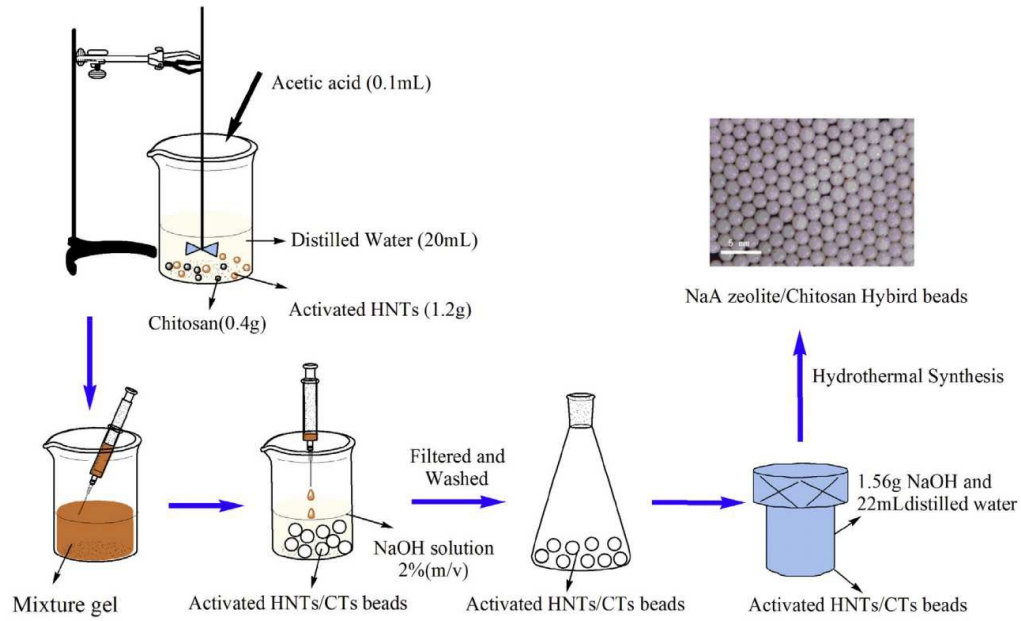 Acetic acid (0.1mL)
Distilled Water (20mL)
Activated HNTs (1.2g)
Chitosan(0.4g)
5 mm
NaA zeolite/Chitosan Hybird beads
Hydrothermal Synthesis
Filtered and
Washed
1.56g NaOH and
22mLdistilled water
NaOH solution
2%(m/v)
Mixture gel
Activated HNTs/CTs beads
Activated HNTs/CTs beads
Activated HNTs/CTs beads